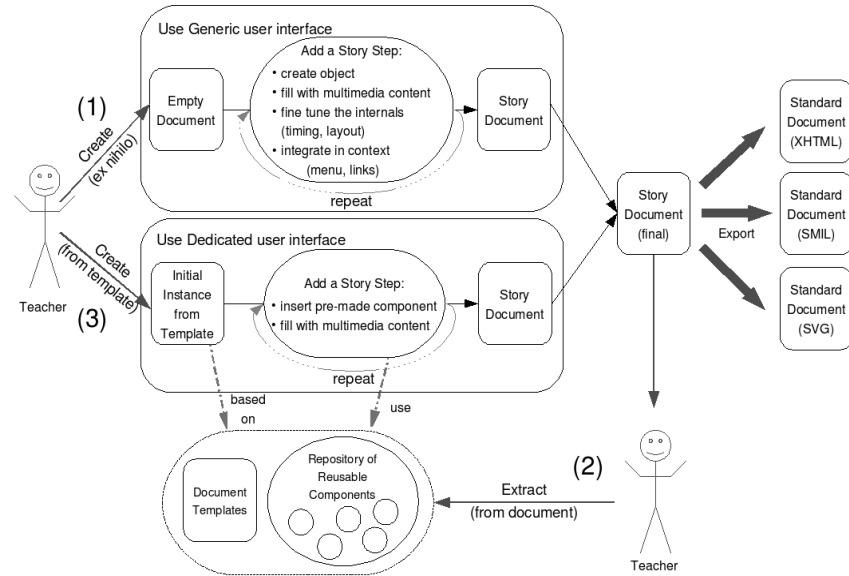 Use Generic user interface
Add a Story Step:
• create object
• fill with multimedia content
• fine tune the internals
(timing, layout)
• integrate in context
(menu, links)
repeat
Empty
Document
Story
Document
(1)
Create
(ex nihilo)
Teacher
Create
(from template)
(3)
Use Dedicated user interface
Initial
Instance
from
Template
Add a Story Step:
• insert pre-made component
• fill with multimedia content
repeat
Story
Document
Story
Document
(final)
Export
Standard
Document
(XHTML)
Standard
Document
(SMIL)
Standard
Document
(SVG)
based
on
use
Document
Templates
Repository of
Reusable
Components
(2)
Extract
(from document)
Teacher